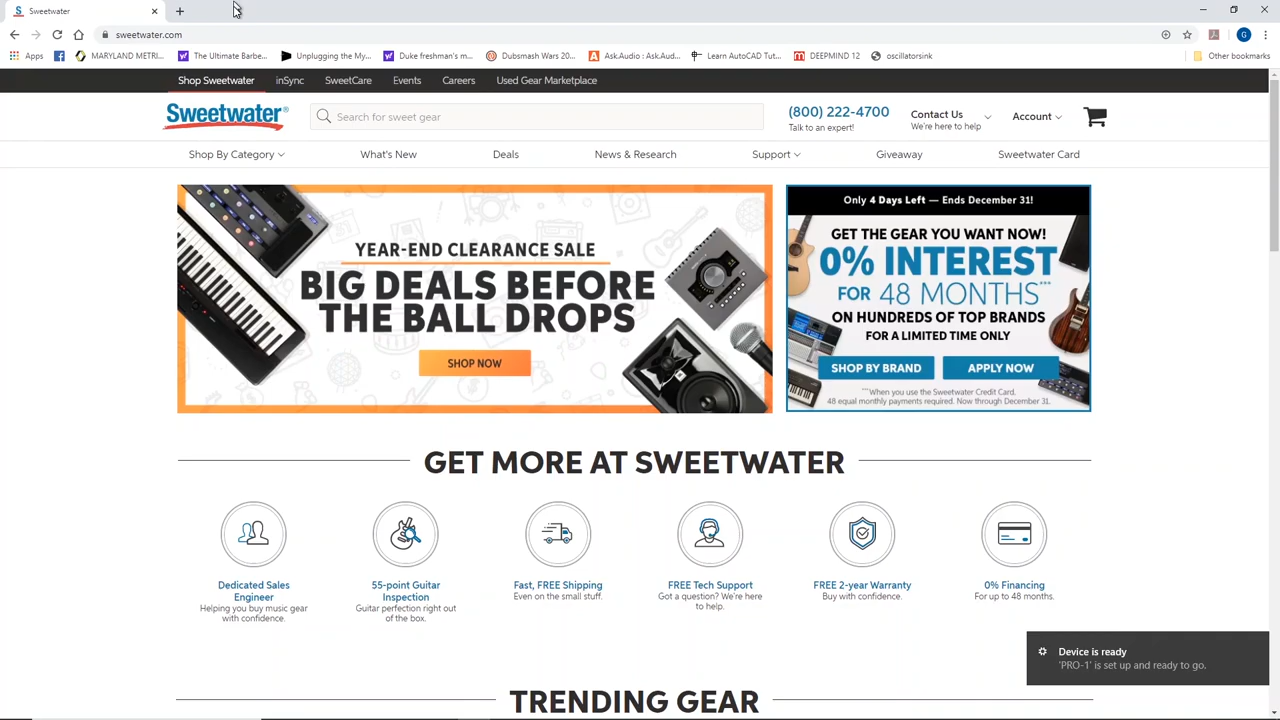 Sweetwater
sweetwater.com
G
Apps
MARYLAND METRI...
The Ultimate Barbe...
Unplugging the My...
Duke freshman's m...
Dubsmash Wars 20...
Ask.Audio : Ask.Aud...
Learn AutoCAD Tut...
DEEPMIND 12
oscillatorsink
Other bookmarks
Shop Sweetwater
inSync
SweetCare
Events
Careers
Used Gear Marketplace
Sweetwater®
Search for sweet gear
(800) 222-4700
Talk to an expert!
Contact Us
We're here to help
Account
Shop By Category
What's New
Deals
News & Research
Support
Giveaway
Sweetwater Card
YEAR-END CLEARANCE SALE
BIG DEALS BEFORE
THE BALL DROPS
SHOP NOW
Only 4 Days Left — Ends December 31!
GET THE GEAR YOU WANT NOW!
0% INTEREST
FOR 48 MONTHS***
ON HUNDREDS OF TOP BRANDS
FOR A LIMITED TIME ONLY
SHOP BY BRAND
APPLY NOW
***When you use the Sweetwater Credit Card.
48 equal monthly payments required. Now through December 31.
GET MORE AT SWEETWATER
Dedicated Sales
Engineer
Helping you buy music gear
with confidence.
55-point Guitar
Inspection
Guitar perfection right out
of the box.
Fast, FREE Shipping
Even on the small stuff.
FREE Tech Support
Got a question? We're here
to help.
FREE 2-year Warranty
Buy with confidence.
0% Financing
For up to 48 months.
Device is ready
'PRO-1' is set up and ready to go.
TRENDING GEAR